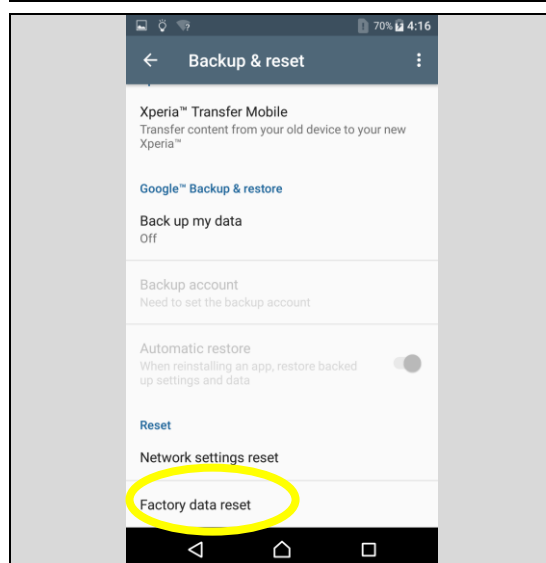 70% 4:16
Backup & reset
Xperia™ Transfer Mobile
Transfer content from your old device to your new
Xperia™
Google™ Backup & restore
Back up my data
Off
Backup account
Need to set the backup account
Automatic restore
When reinstalling an app, restore backed
up settings and data
Reset
Network settings reset
Factory data reset